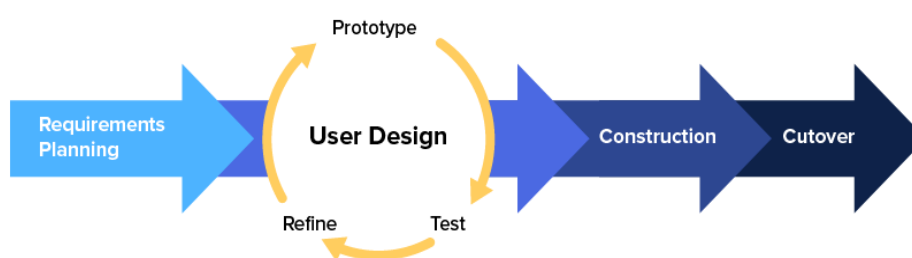 Prototype
Requirements
Planning
User Design
Construction
Cutover
Refine
Test